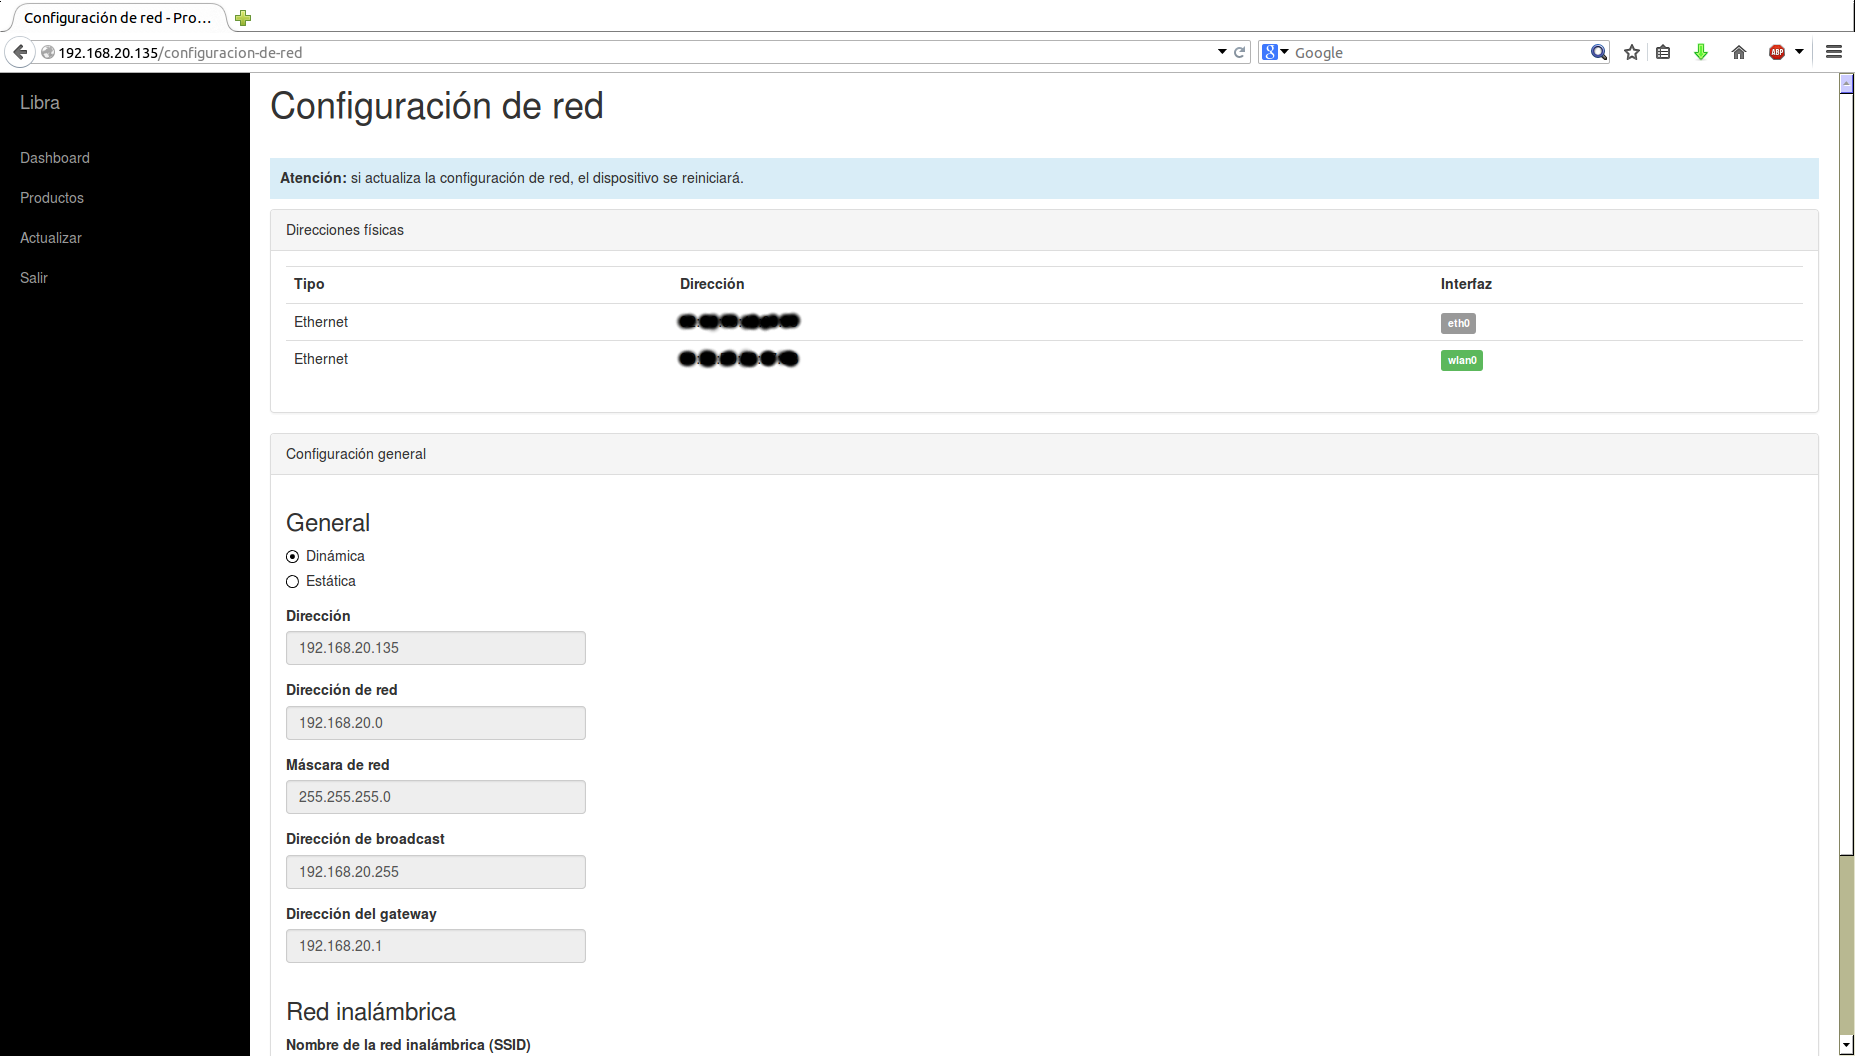 Configuración de red - Pro...
192.168.20.135/configuracion-de-red
Google
ABP
Libra
Dashboard
Productos
Actualizar
Salir
Configuración de red
Atención: si actualiza la configuración de red, el dispositivo se reiniciará.
Direcciones físicas
Tipo Dirección Interfaz
Ethernet eth0
Ethernet wlan0
Configuración general
General
Dinámica
Estática
Dirección
192.168.20.135
Dirección de red
192.168.20.0
Máscara de red
255.255.255.0
Dirección de broadcast
192.168.20.255
Dirección del gateway
192.168.20.1
Red inalámbrica
Nombre de la red inalámbrica (SSID)